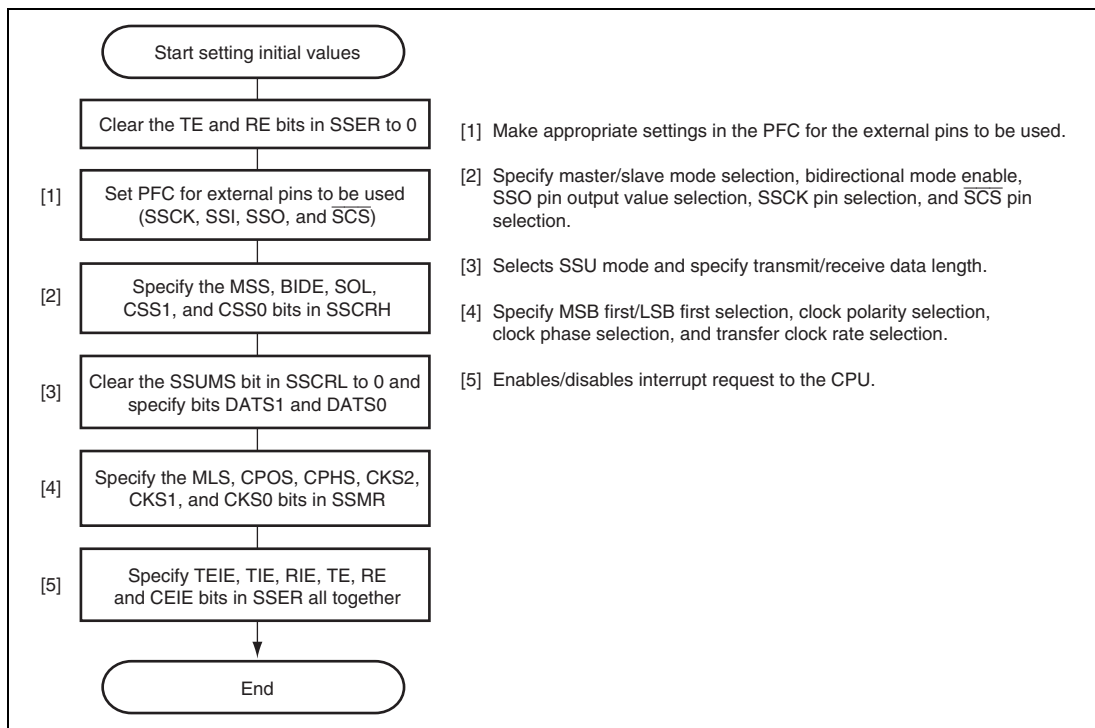 Start setting initial values
Clear the TE and RE bits in SSER to 0
[1]
Set PFC for external pins to be used
(SSCK, SSI, SSO, and SCS)
[2]
Specify the MSS, BIDE, SOL,
CSS1, and CSS0 bits in SSCRH
[3]
Clear the SSUMS bit in SSCRL to 0 and
specify bits DATS1 and DATS0
[4]
Specify the MLS, CPOS, CPHS, CKS2,
CKS1, and CKS0 bits in SSMR
[5]
Specify TEIE, TIE, RIE, TE, RE
and CEIE bits in SSER all together
End
[1] Make appropriate settings in the PFC for the external pins to be used.
[2] Specify master/slave mode selection, bidirectional mode enable,
SSO pin output value selection, SSCK pin selection, and SCS pin
selection.
[3] Selects SSU mode and specify transmit/receive data length.
[4] Specify MSB first/LSB first selection, clock polarity selection,
clock phase selection, and transfer clock rate selection.
[5] Enables/disables interrupt request to the CPU.